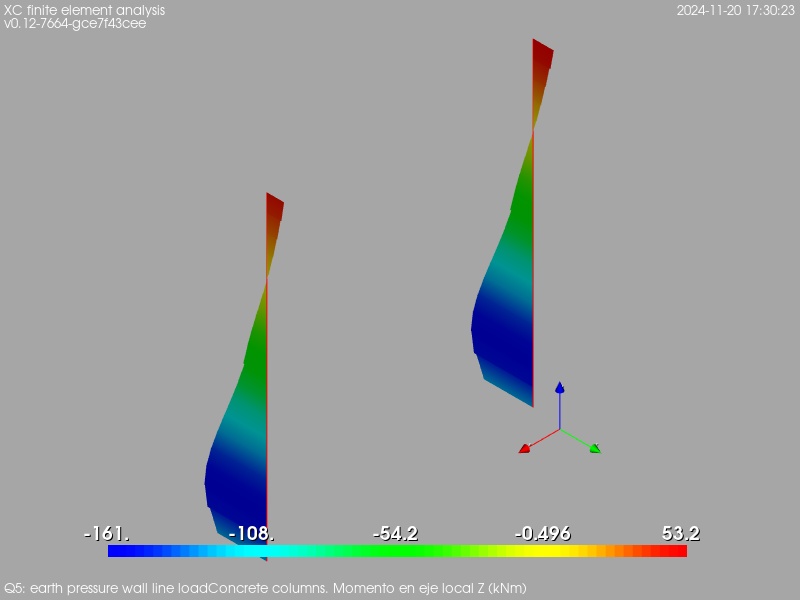 XC finite element analysis
v0.12-7664-gce7f43cee
2024-11-20 17:30:23
-161. -108. -54.2 -0.496 53.2
Q5: earth pressure wall line loadConcrete columns. Momento en eje local Z (kNm)